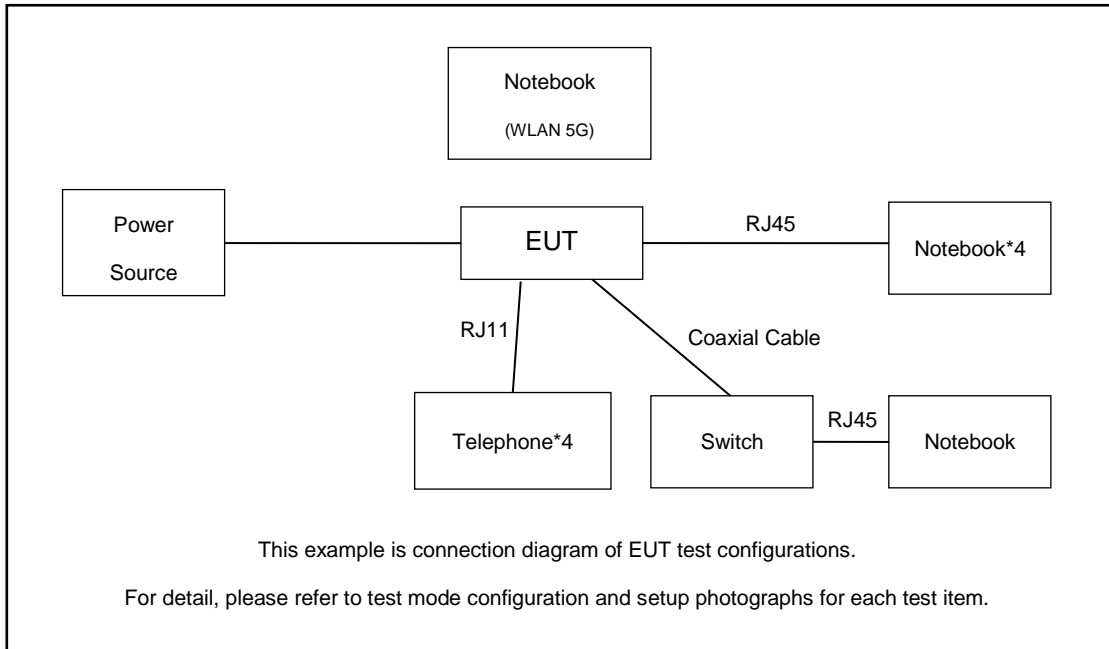 Notebook
(WLAN 5G)
Power
Source
EUT
RJ45
Notebook*4
RJ11
Coaxial Cable
Telephone*4
Switch
RJ45
Notebook
This example is connection diagram of EUT test configurations.
For detail, please refer to test mode configuration and setup photographs for each test item.